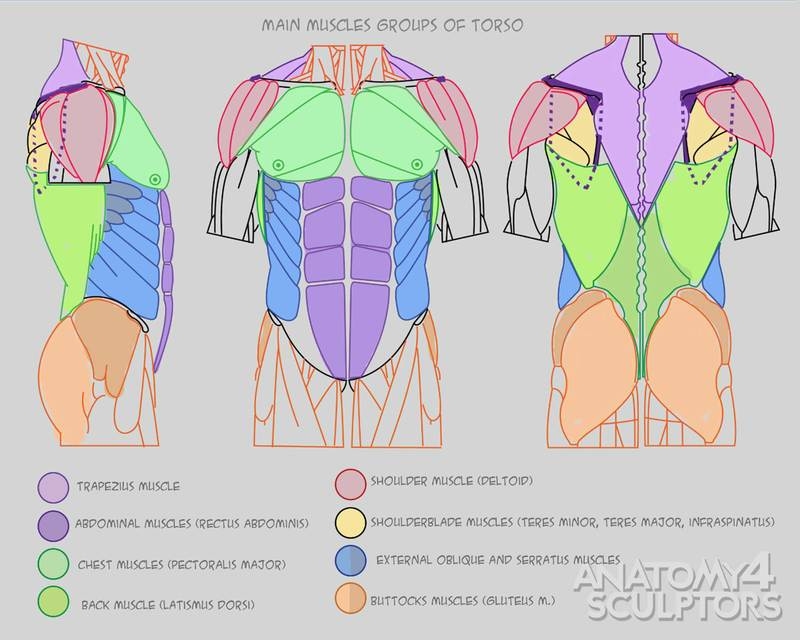 MAIN MUSCLES GROUPS OF TORSO
TRAPEZIUS MUSCLE
ABDOMINAL MUSCLES (RECTUS ABDOMINIS)
CHEST MUSCLES (PECTORALIS MAJOR)
BACK MUSCLE (LATISMUS DORSI)
SHOULDER MUSCLE (DELTOID)
SHOULDERBLADE MUSCLES (TERES MINOR, TERES MAJOR, INFRASPINATUS)
EXTERNAL OBLIQUE AND SERRATUS MUSCLES
BUTTOCKS MUSCLES (GLUTEUS M.)
ANATOMY4
SCULPTORS